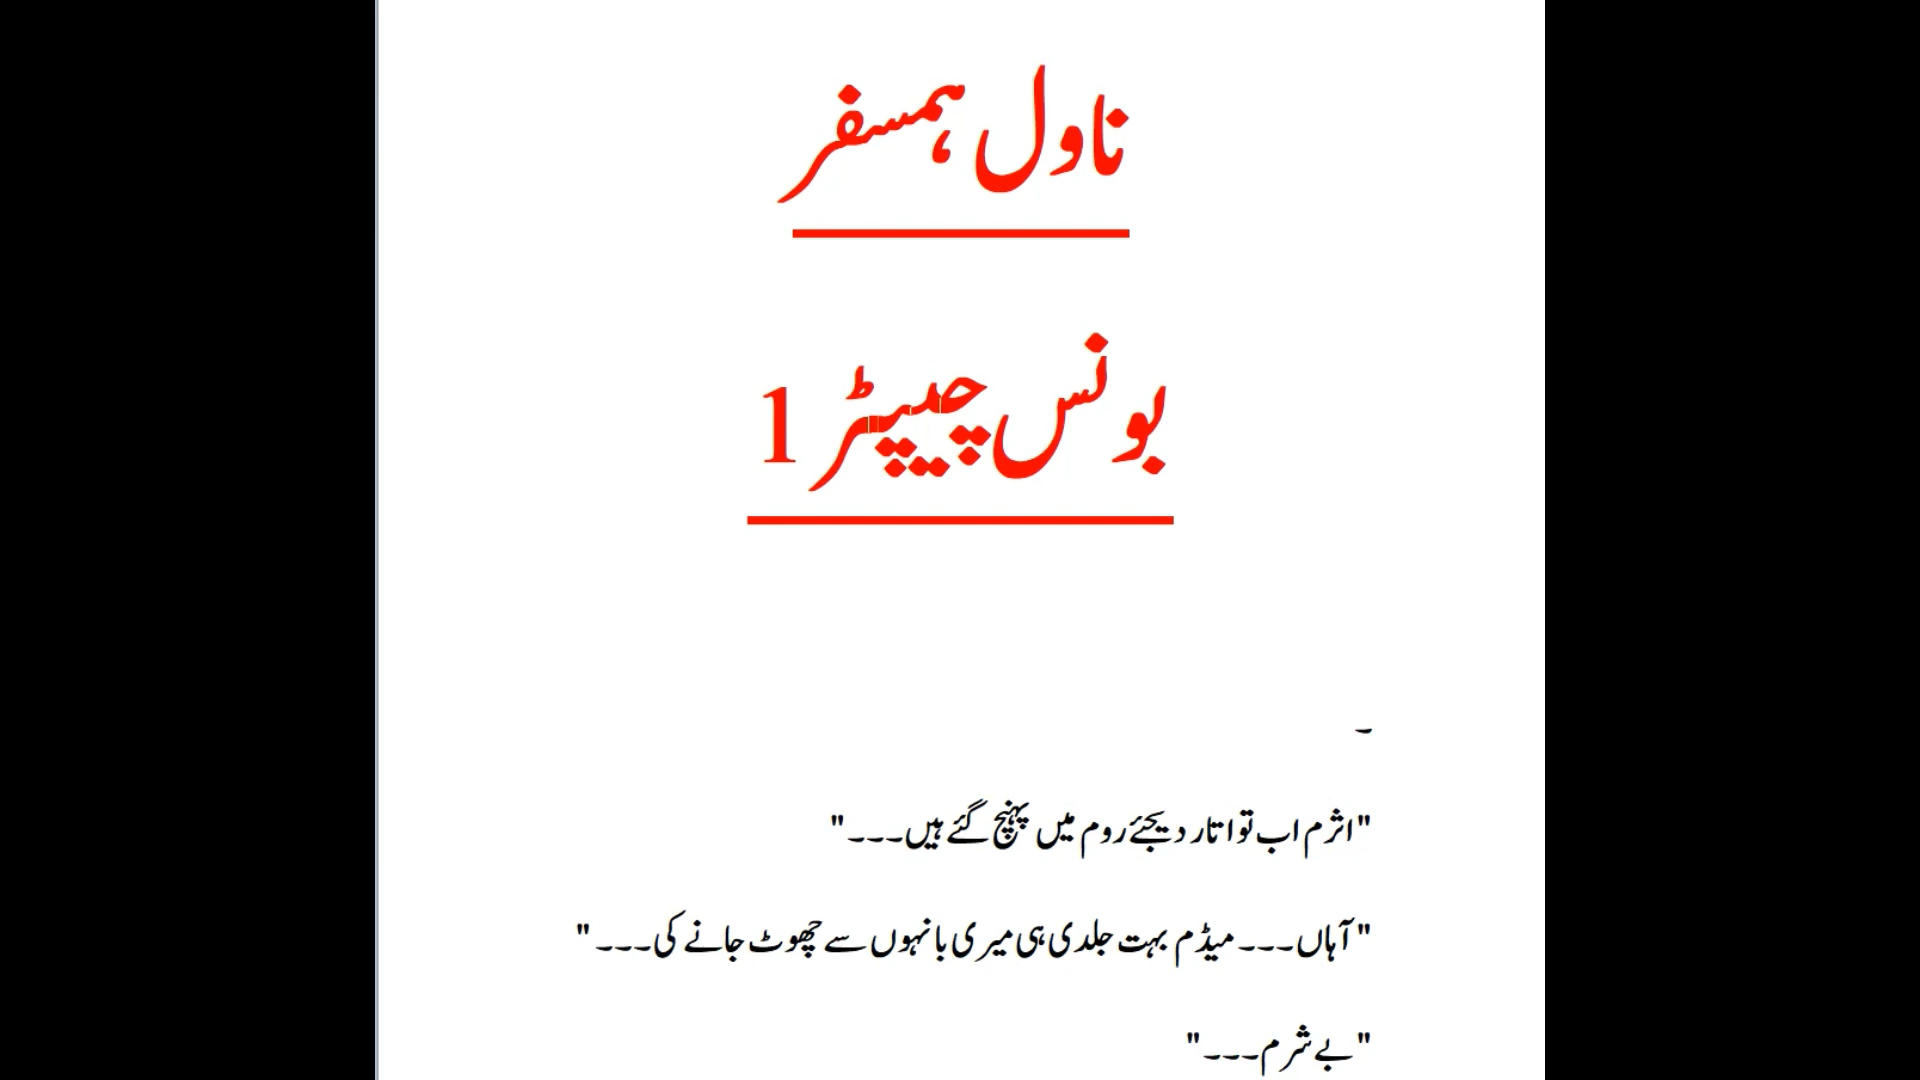 ناول ہمسفر
بونس چیپیٹر 1
۔
"اثرم اب تو اتار دیجئے روم میں پہنچ گئے ہیں۔۔۔"
"آہاں۔۔۔ میڈم بہت جلدی ہی میری بانہوں سے چھوٹ جانے کی۔۔۔"
"بے شرم۔۔۔"